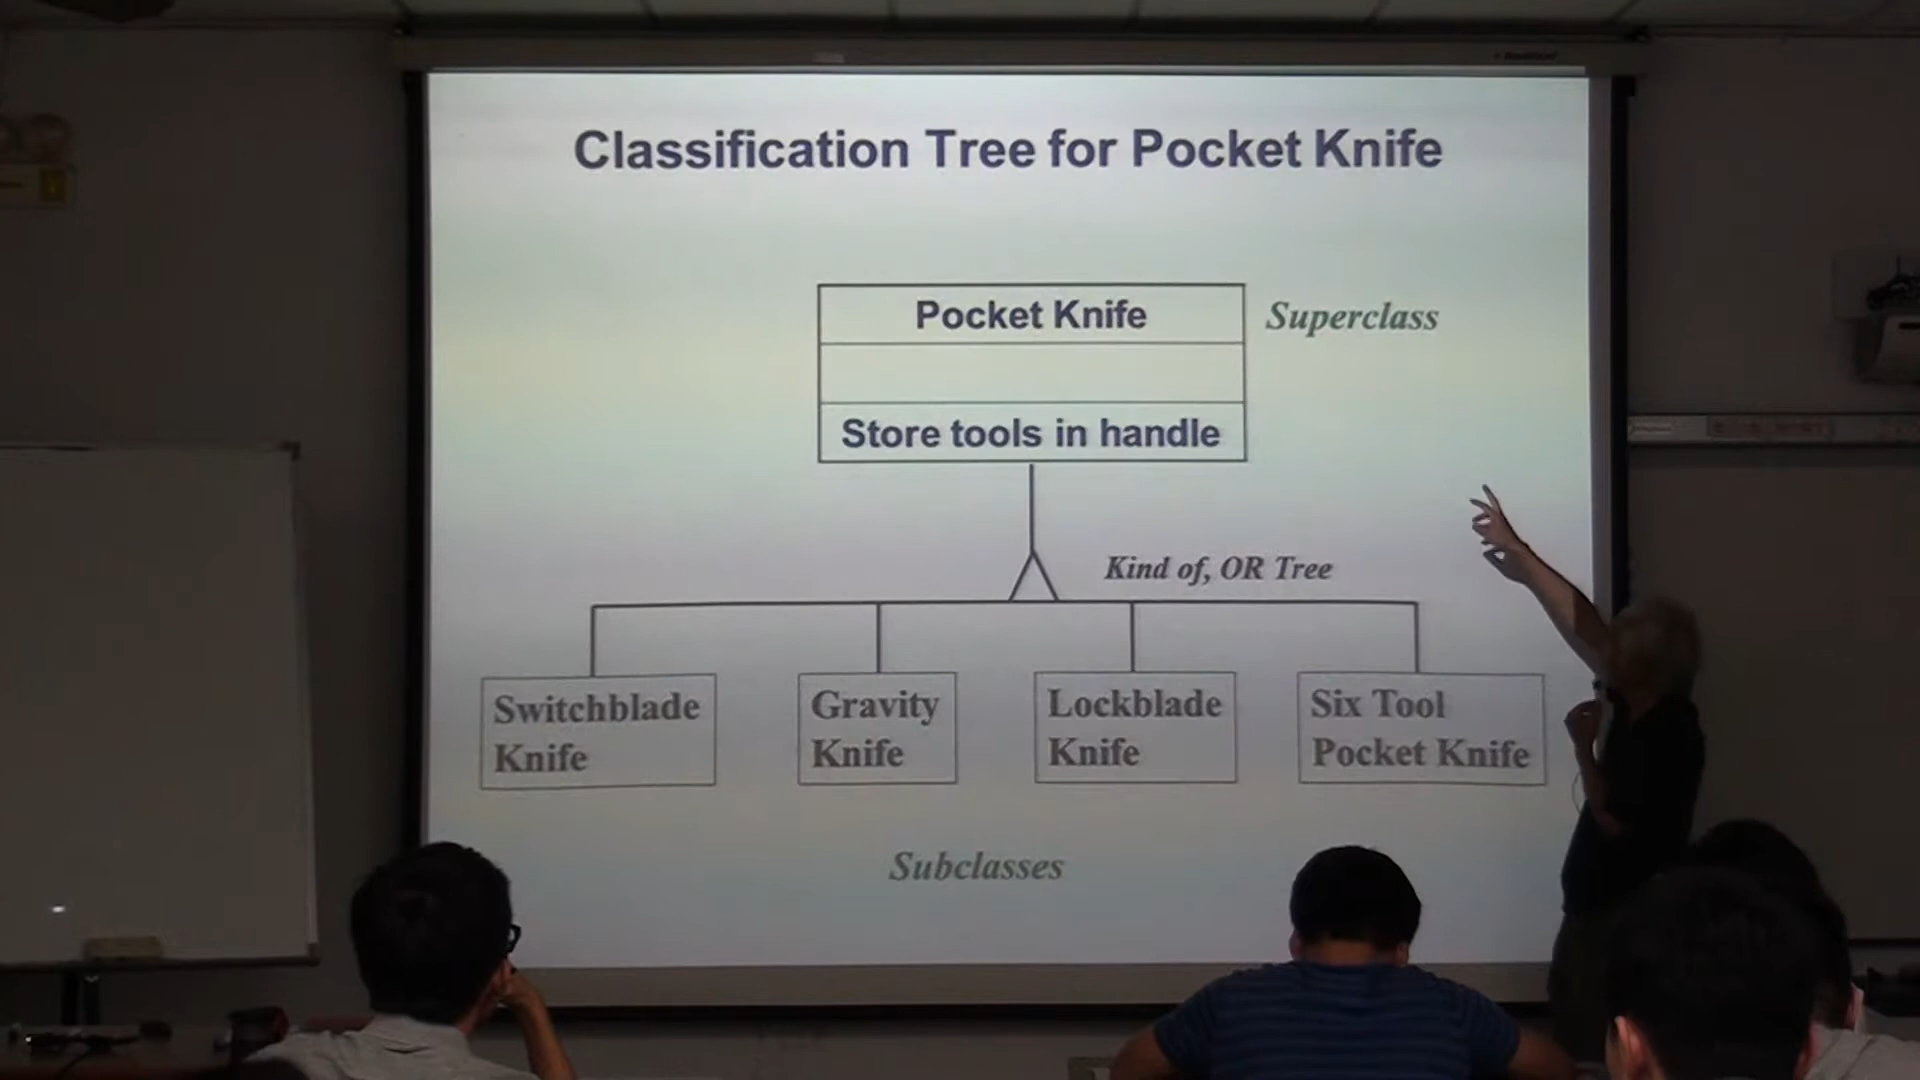 Classification Tree for Pocket Knife
Pocket Knife
Superclass
Store tools in handle
Kind of, OR Tree
Switchblade
Knife
Gravity
Knife
Lockblade
Knife
Six Tool
Pocket Knife
Subclasses